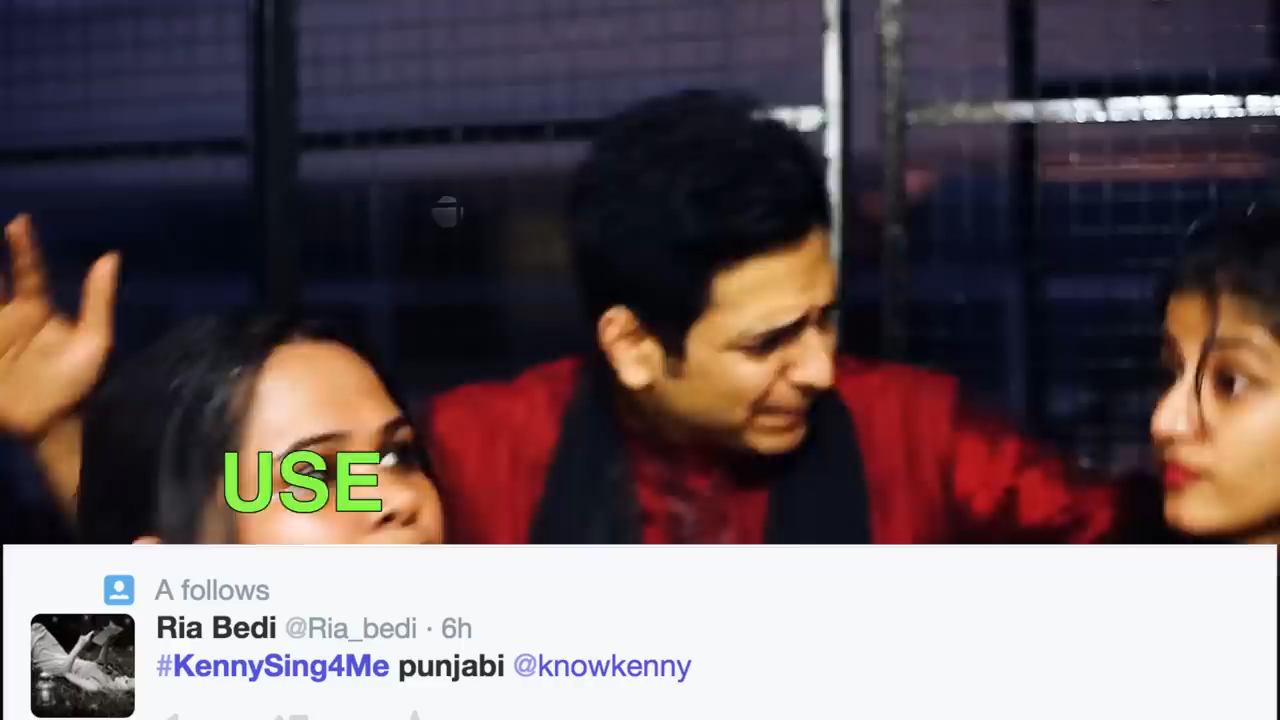 USE
A follows
Ria Bedi @Ria_bedi · 6h
#KennySing4Me punjabi @knowkenny